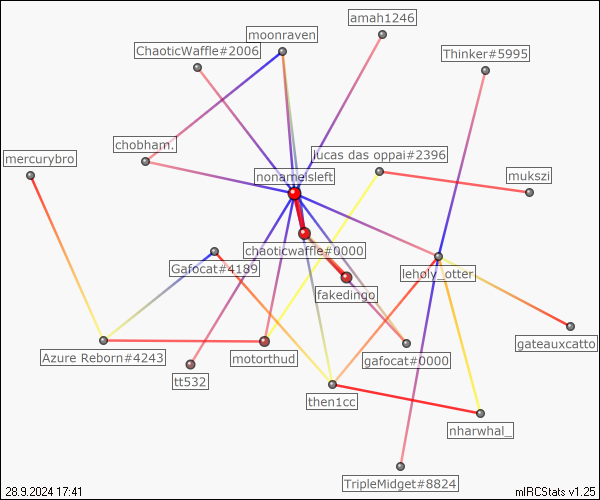 amah1246
moonraven
ChaoticWaffle#2006
Thinker#5995
chobham.
lucas das oppai#2396
mercurybro
nonameisleft
mukszi
chaoticwaffle#0000
Gafocat#4189
leholy_otter
fakedingo
gateauxcatto
Azure Reborn#4243
motorthud
gafocat#0000
tt532
then1cc
nharwhal_
TripleMidget#8824
28.9.2024 17:41
mIRCStats v1.25